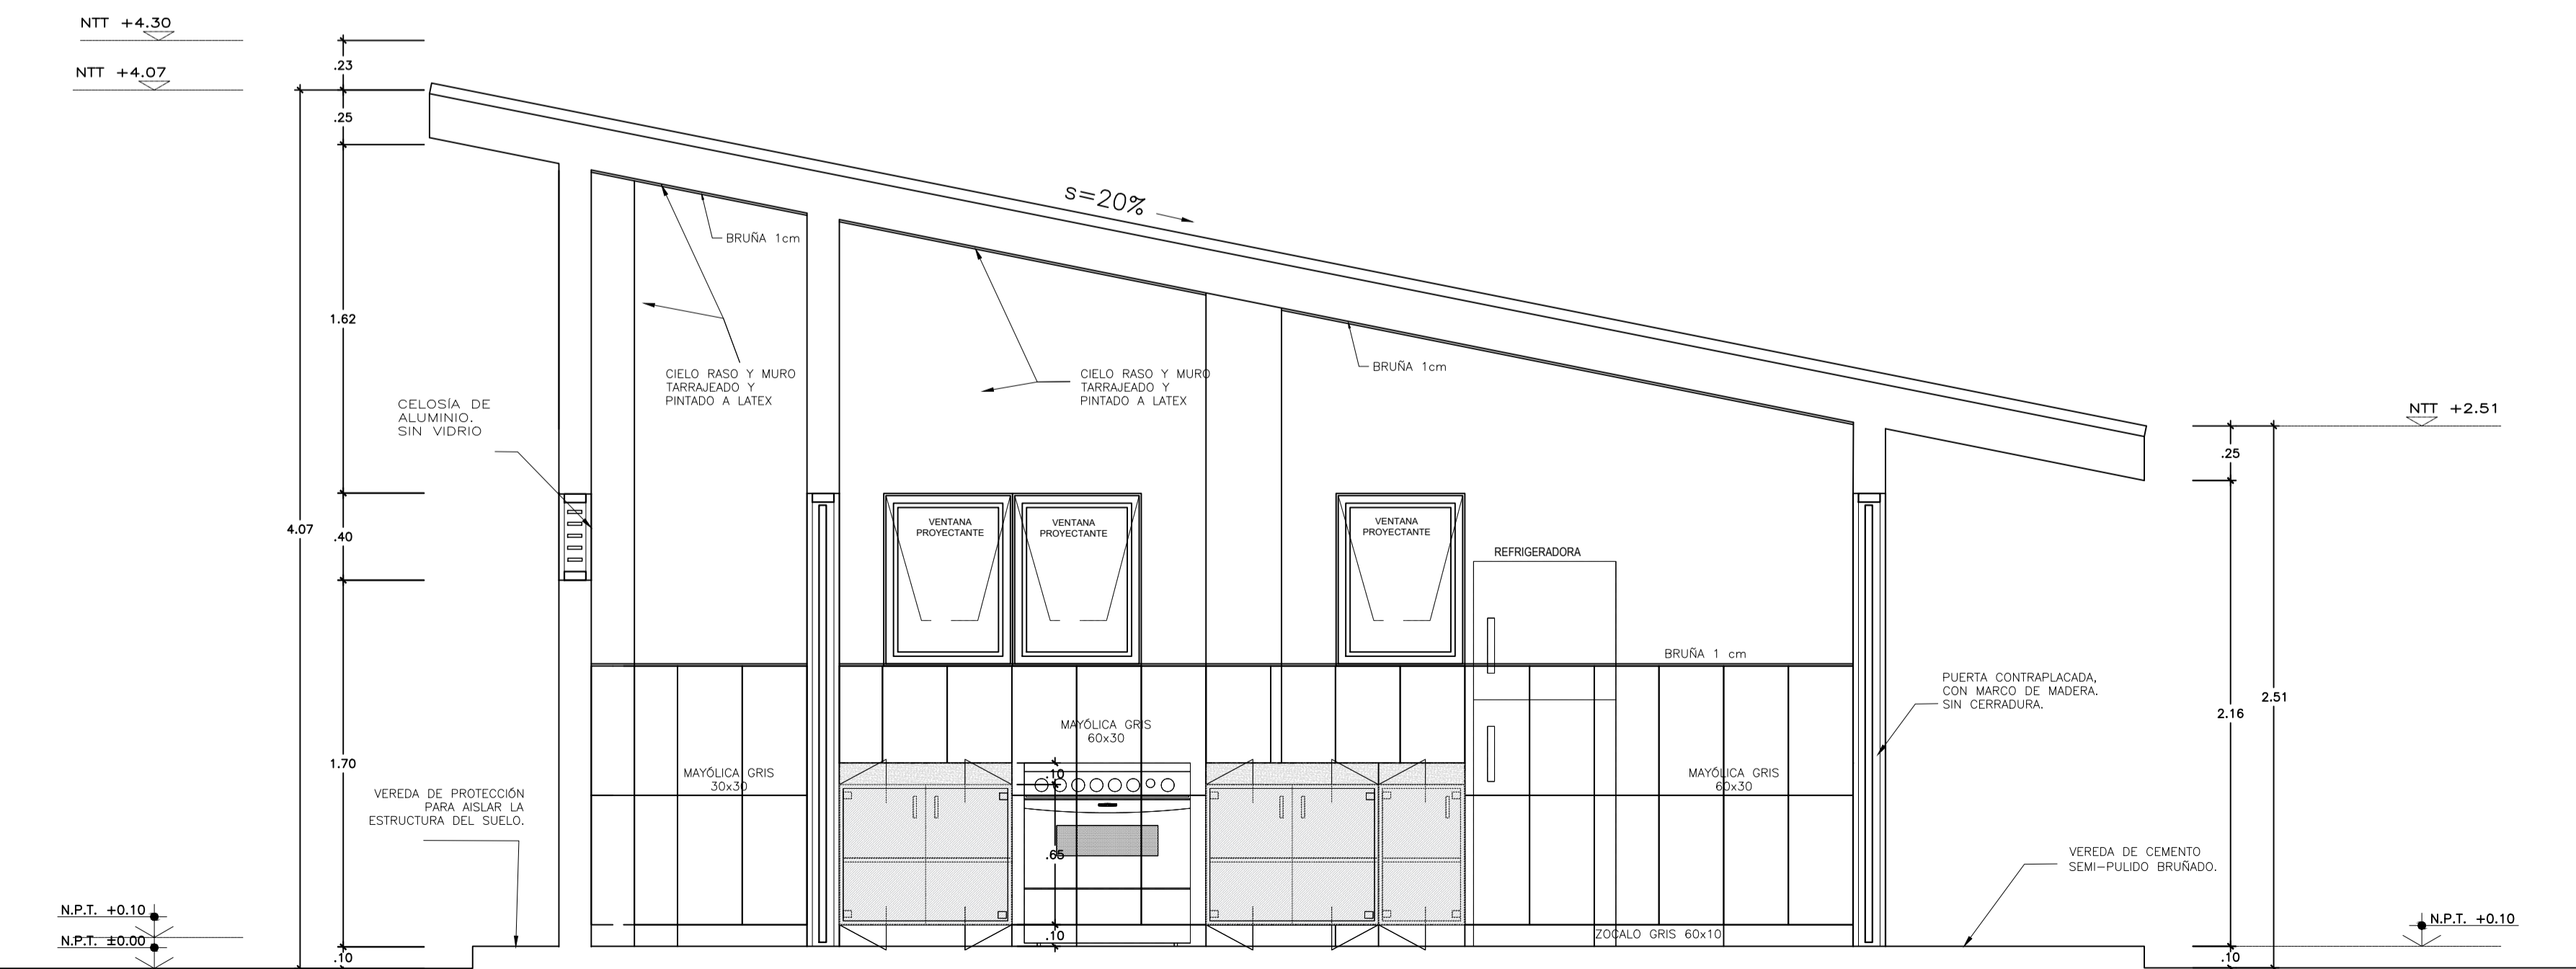 NTT +4.30
NTT +4.07
.23
.25
1.62
4.07
.40
1.70
.10
N.P.T. +0.10
N.P.T. ±0.00
s=20%
BRUÑA 1cm
CIELO RASO Y MURO
TARRAJEADO Y
PINTADO A LATEX
CIELO RASO Y MURO
TARRAJEADO Y
PINTADO A LATEX
BRUÑA 1cm
CELOSÍA DE
ALUMINIO.
SIN VIDRIO
VENTANA
PROYECTANTE
VENTANA
PROYECTANTE
VENTANA
PROYECTANTE
REFRIGERADORA
BRUÑA 1 cm
MAYÓLICA GRIS
60x30
MAYÓLICA GRIS
30x30
MAYÓLICA GRIS
60x30
.10
.65
.10
ZOCALO GRIS 60x10
VEREDA DE PROTECCIÓN
PARA AISLAR LA
ESTRUCTURA DEL SUELO.
PUERTA CONTRAPLACADA,
CON MARCO DE MADERA.
SIN CERRADURA.
VEREDA DE CEMENTO
SEMI-PULIDO BRUÑADO.
NTT +2.51
.25
2.16
2.51
.10
N.P.T. +0.10